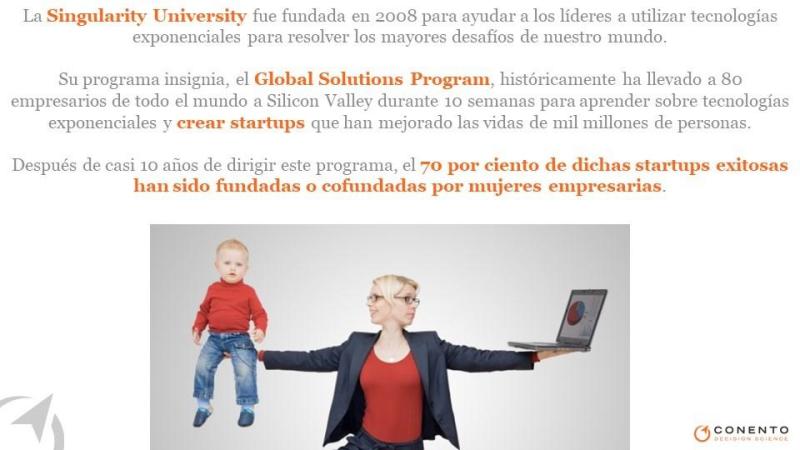 La Singularity University fue fundada en 2008 para ayudar a los líderes a utilizar tecnologías
exponenciales para resolver los mayores desafíos de nuestro mundo.
Su programa insignia, el Global Solutions Program, históricamente ha llevado a 80
empresarios de todo el mundo a Silicon Valley durante 10 semanas para aprender sobre tecnologías
exponenciales y crear startups que han mejorado las vidas de mil millones de personas.
Después de casi 10 años de dirigir este programa, el 70 por ciento de dichas startups exitosas
han sido fundadas o cofundadas por mujeres empresarias.
CONENTO
DECISION SCIENCE